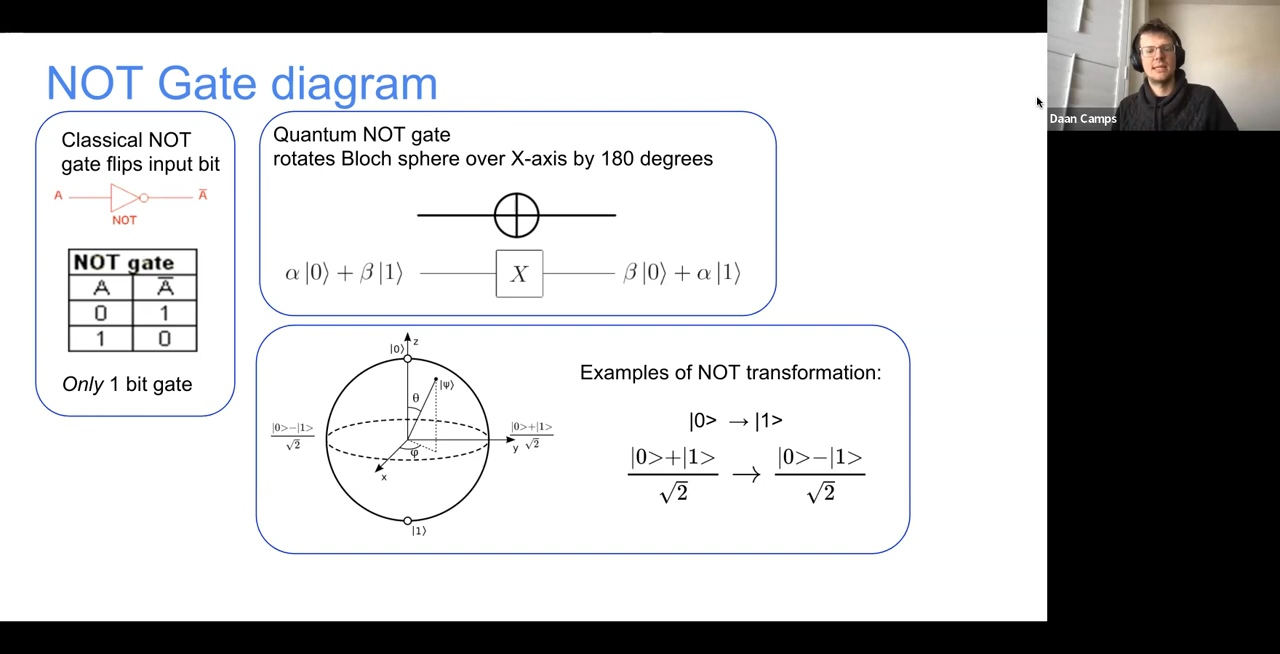 NOT Gate diagram
Daan Camps
Classical NOT
gate flips input bit
A
A̅
NOT
NOT gate
A A̅
0 1
1 0
Only 1 bit gate
Quantum NOT gate
rotates Bloch sphere over X-axis by 180 degrees
α|0⟩ + β|1⟩ X β|0⟩ + α|1⟩
z
|0⟩
|ψ⟩
θ
|0>−|1>
√2
|0>+|1>
√2
y
φ
x
|1⟩
Examples of NOT transformation:
|0> → |1>
|0>+|1> → |0>−|1>
√2 √2